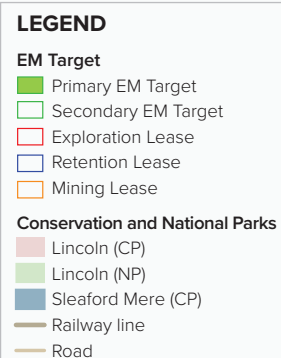 LEGEND
EM Target
Primary EM Target
Secondary EM Target
Exploration Lease
Retention Lease
Mining Lease
Conservation and National Parks
Lincoln (CP)
Lincoln (NP)
Sleaford Mere (CP)
Railway line
Road